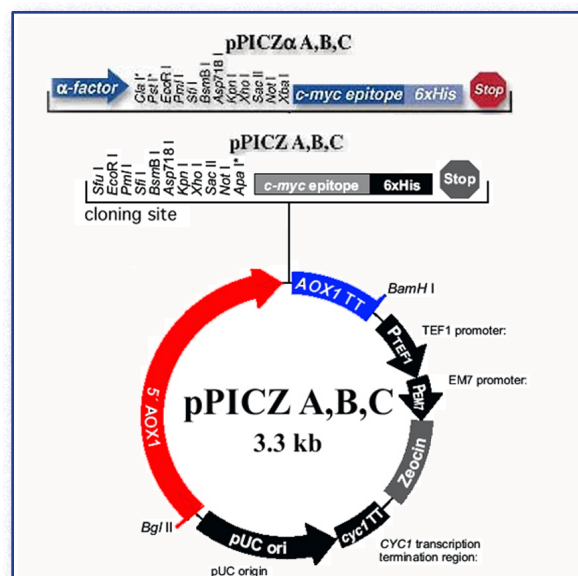 pPICZα A,B,C
α-factor
Cla I*
Pst I*
EcoR I
Pml I
Sfi I
BsmB I
Asp718 I
Kpn I
Xho I
Sac II
Not I
Xba I
c-myc epitope
6xHis
Stop
pPICZ A,B,C
Sfu I
EcoR I
Pml I
Sfi I
BsmB I
Asp718 I
Kpn I
Xho I
Sac II
Not I
Apa I*
c-myc epitope
6xHis
Stop
cloning site
AOX1 TT
BamH I
PTEF1
TEF1 promoter:
PEM7
EM7 promoter:
5´ AOX1
pPICZ A,B,C
3.3 kb
Zeocin
Bgl II
pUC ori
cyc1 TT
CYC1 transcription
termination region:
pUC origin